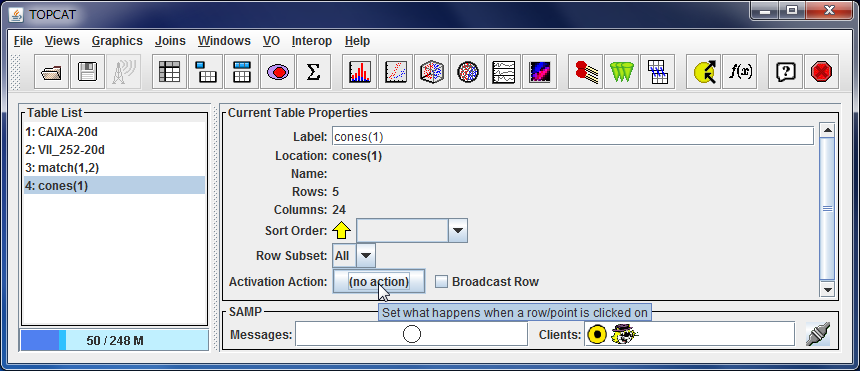 TOPCAT
File Views Graphics Joins Windows VO Interop Help
Σ f(x) ?
Table List
1: CAIXA-20d
2: VII_252-20d
3: match(1,2)
4: cones(1)
50 / 248 M
Current Table Properties
Label: cones(1)
Location: cones(1)
Name:
Rows: 5
Columns: 24
Sort Order:
Row Subset: All
Activation Action: (no action) Broadcast Row
Set what happens when a row/point is clicked on
SAMP
Messages: Clients: